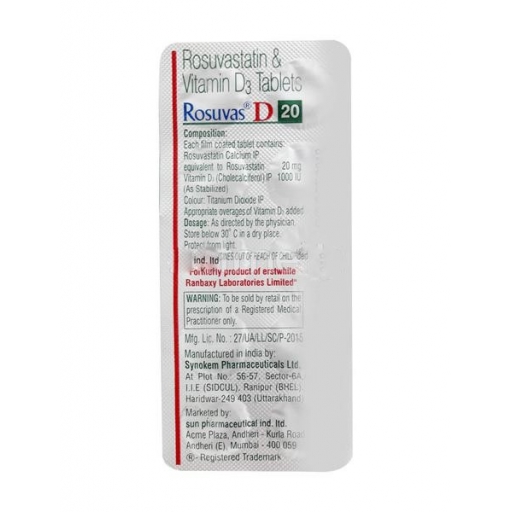 Rosuvastatin &
Vitamin D3 Tablets
Rosuvas® D 20
Composition:
Each film coated tablet contains:
Rosuvastatin Calcium IP
equivalent to Rosuvastatin 20 mg
Vitamin D3 (Cholecalciferol) IP 1000 IU
(As Stabilized)
Colour: Titanium Dioxide IP
Appropriate overages of Vitamin D3 added
Dosage: As directed by the physician.
Store below 30°C in a dry place.
Protect from light.
OUT OF REACH OF
ind. ltd
product of erstwhile
Ranbaxy Laboratories Limited"
WARNING: To be sold by retail on the
prescription of a Registered Medical
Practitioner only.
Mfg. Lic. No.: 27/UA/LL/SC/P-2018
Manufactured in India by:
Synokem Pharmaceuticals Ltd.
At Plot No.: 56-57, Sector-6A,
I.I.E (SIDCUL), Ranipur (BHEL)
Haridwar-249 403 (Uttarakhand)
Marketed by:
sun pharmaceutical ind. ltd.
Acme Plaza, Andheri - Kurla Road
Andheri (E), Mumbai - 400 059
®- Registered Trademark